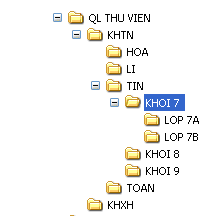 QL THU VIEN
KHTN
HOA
LI
TIN
KHOI 7
LOP 7A
LOP 7B
KHOI 8
KHOI 9
TOAN
KHXH